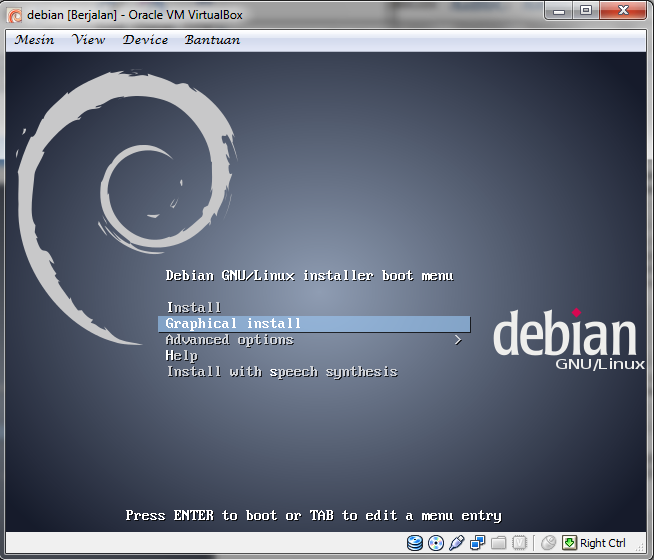 debian [Berjalan] - Oracle VM VirtualBox
Mesin View Device Bantuan
Debian GNU/Linux installer boot menu
Install
Graphical install
Advanced options >
Help
Install with speech synthesis
debian
GNU/Linux
Press ENTER to boot or TAB to edit a menu entry
Right Ctrl